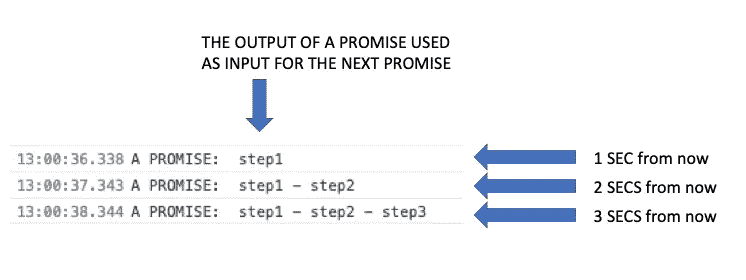 THE OUTPUT OF A PROMISE USED
AS INPUT FOR THE NEXT PROMISE
13:00:36.338 A PROMISE: step1
1 SEC from now
13:00:37.343 A PROMISE: step1 – step2
2 SECS from now
13:00:38.344 A PROMISE: step1 – step2 – step3
3 SECS from now